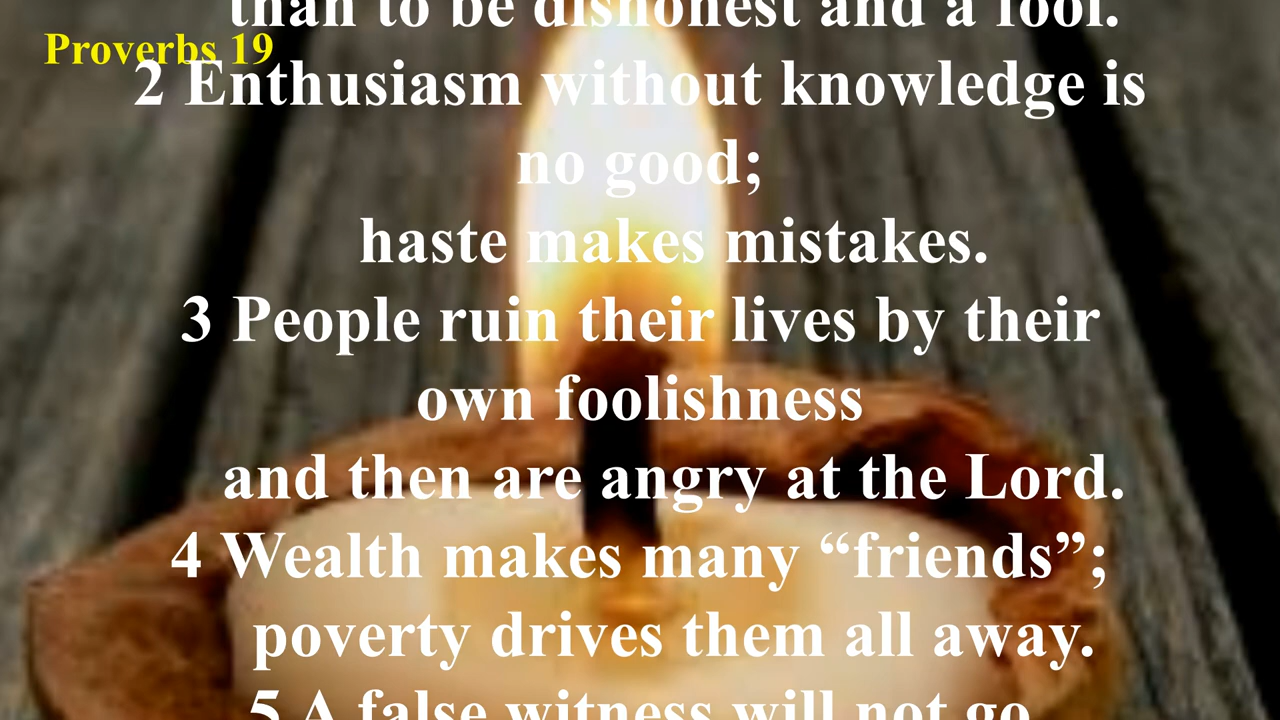 than to be dishonest and a fool.
Proverbs 19
2 Enthusiasm without knowledge is
no good;
haste makes mistakes.
3 People ruin their lives by their
own foolishness
and then are angry at the Lord.
4 Wealth makes many “friends”;
poverty drives them all away.
5 A false witness will not go